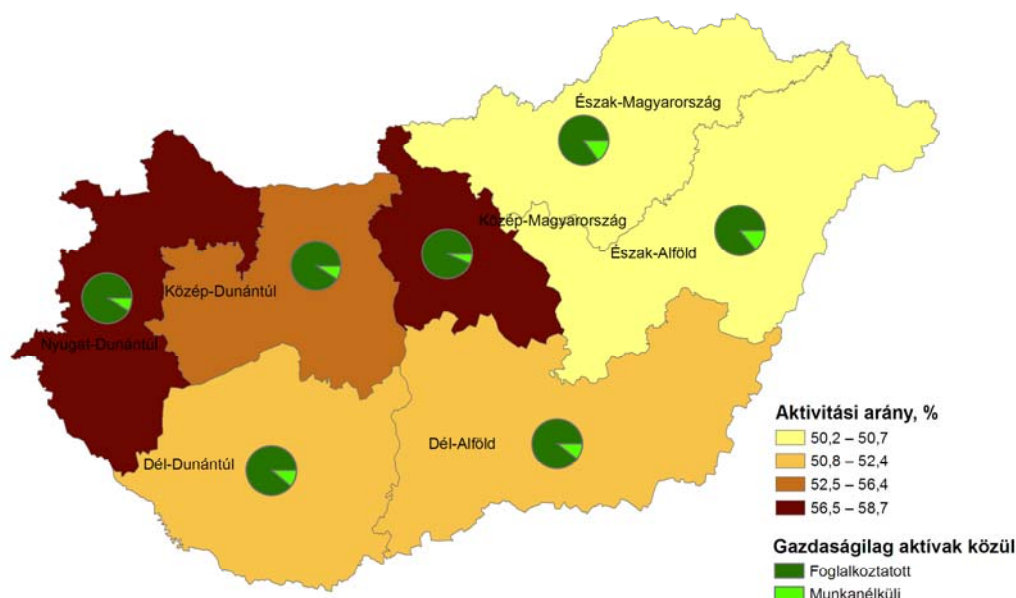 Észak-Magyarország
Közép-Magyarország
Észak-Alföld
Közép-Dunántúl
Nyugat-Dunántúl
Dél-Alföld
Dél-Dunántúl
Aktivitási arány, %
50,2 – 50,7
50,8 – 52,4
52,5 – 56,4
56,5 – 58,7
Gazdaságilag aktívak közül
Foglalkoztatott
Munkanélküli